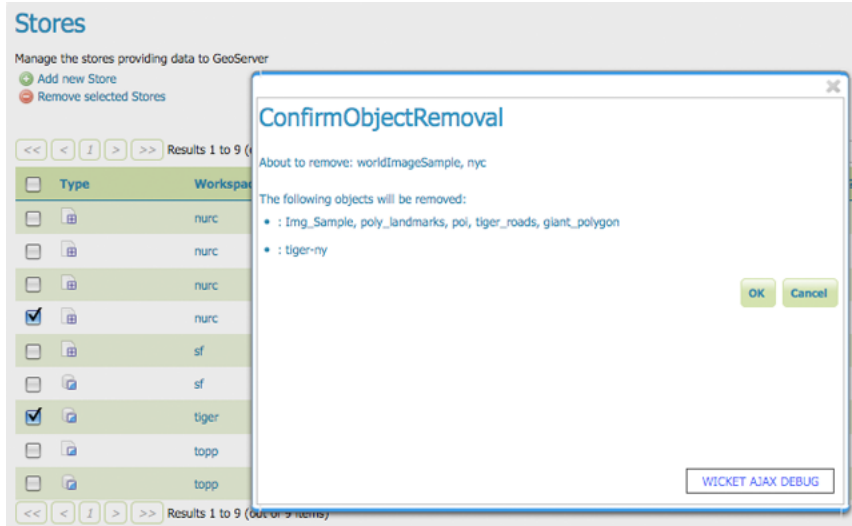 Stores
Manage the stores providing data to GeoServer
Add new Store
Remove selected Stores
<< < 1 > >> Results 1 to 9 (
Type Workspa
nurc
nurc
nurc
nurc
sf
sf
tiger
topp
topp
<< < 1 > >> Results 1 to 9 (out of 9 items)
ConfirmObjectRemoval
About to remove: worldImageSample, nyc
The following objects will be removed:
• : Img_Sample, poly_landmarks, poi, tiger_roads, giant_polygon
• : tiger-ny
OK Cancel
WICKET AJAX DEBUG